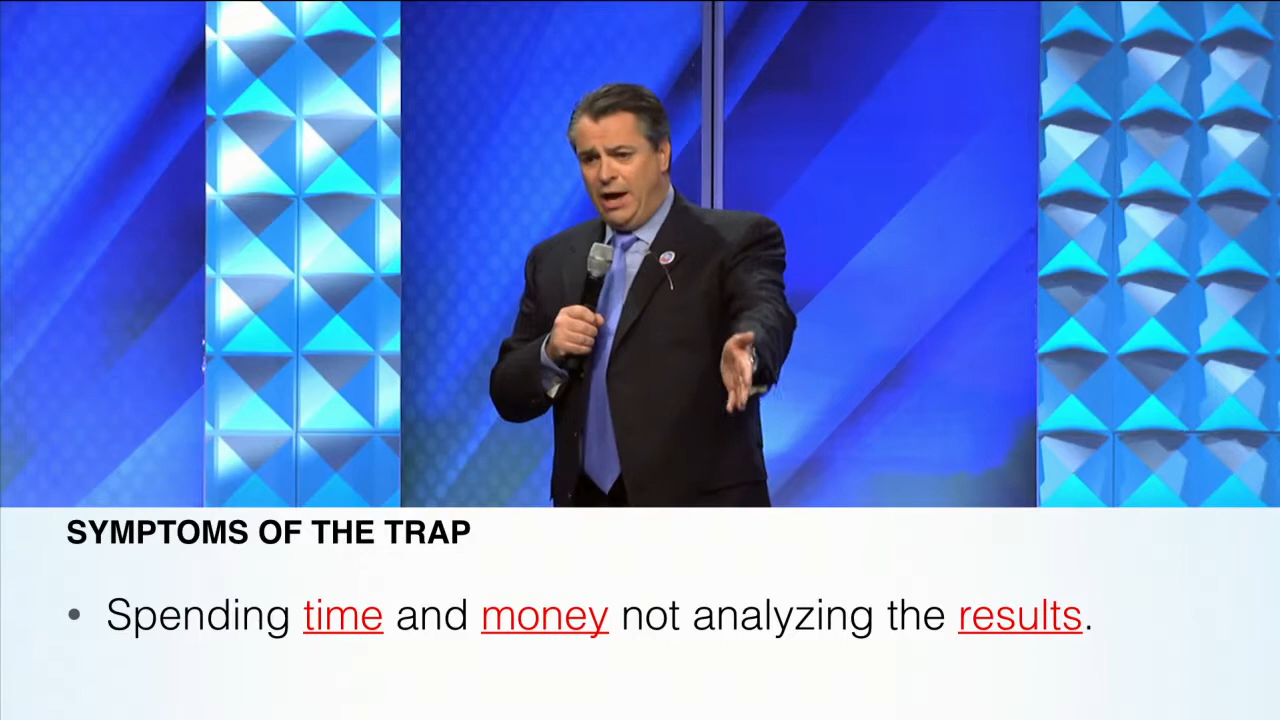 SYMPTOMS OF THE TRAP
• Spending time and money not analyzing the results.